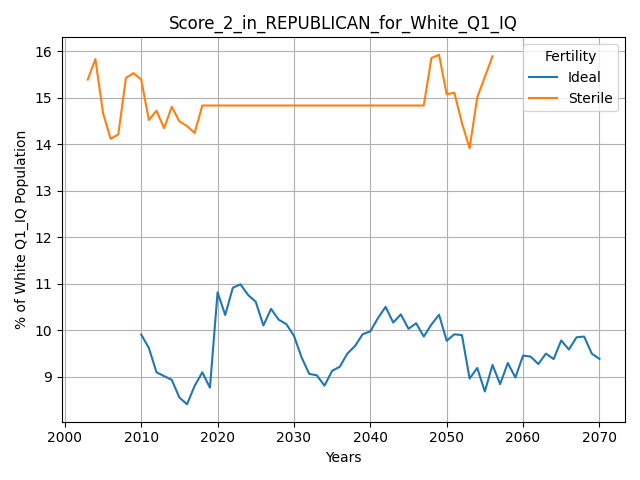 Score_2_in_REPUBLICAN_for_White_Q1_IQ
Fertility
Ideal
Sterile
% of White Q1_IQ Population
16
15
14
13
12
11
10
9
2000 2010 2020 2030 2040 2050 2060 2070
Years